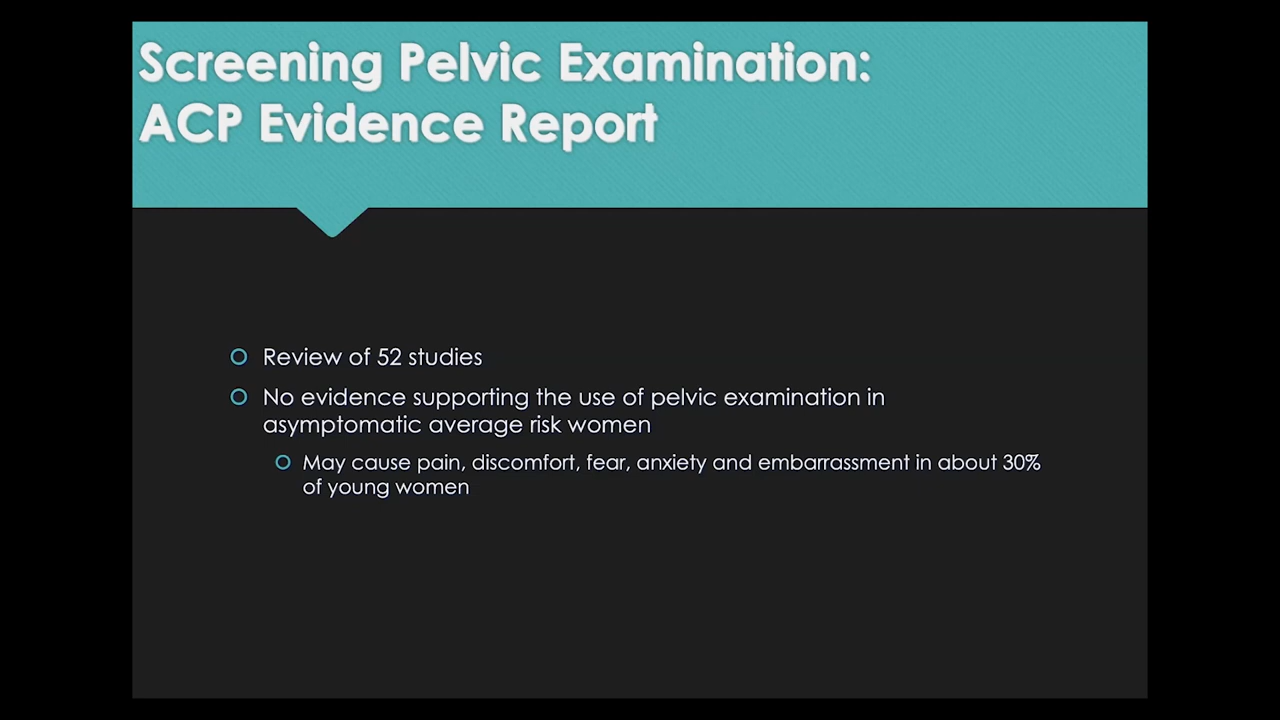 Screening Pelvic Examination:
ACP Evidence Report
Review of 52 studies
No evidence supporting the use of pelvic examination in
asymptomatic average risk women
May cause pain, discomfort, fear, anxiety and embarrassment in about 30%
of young women